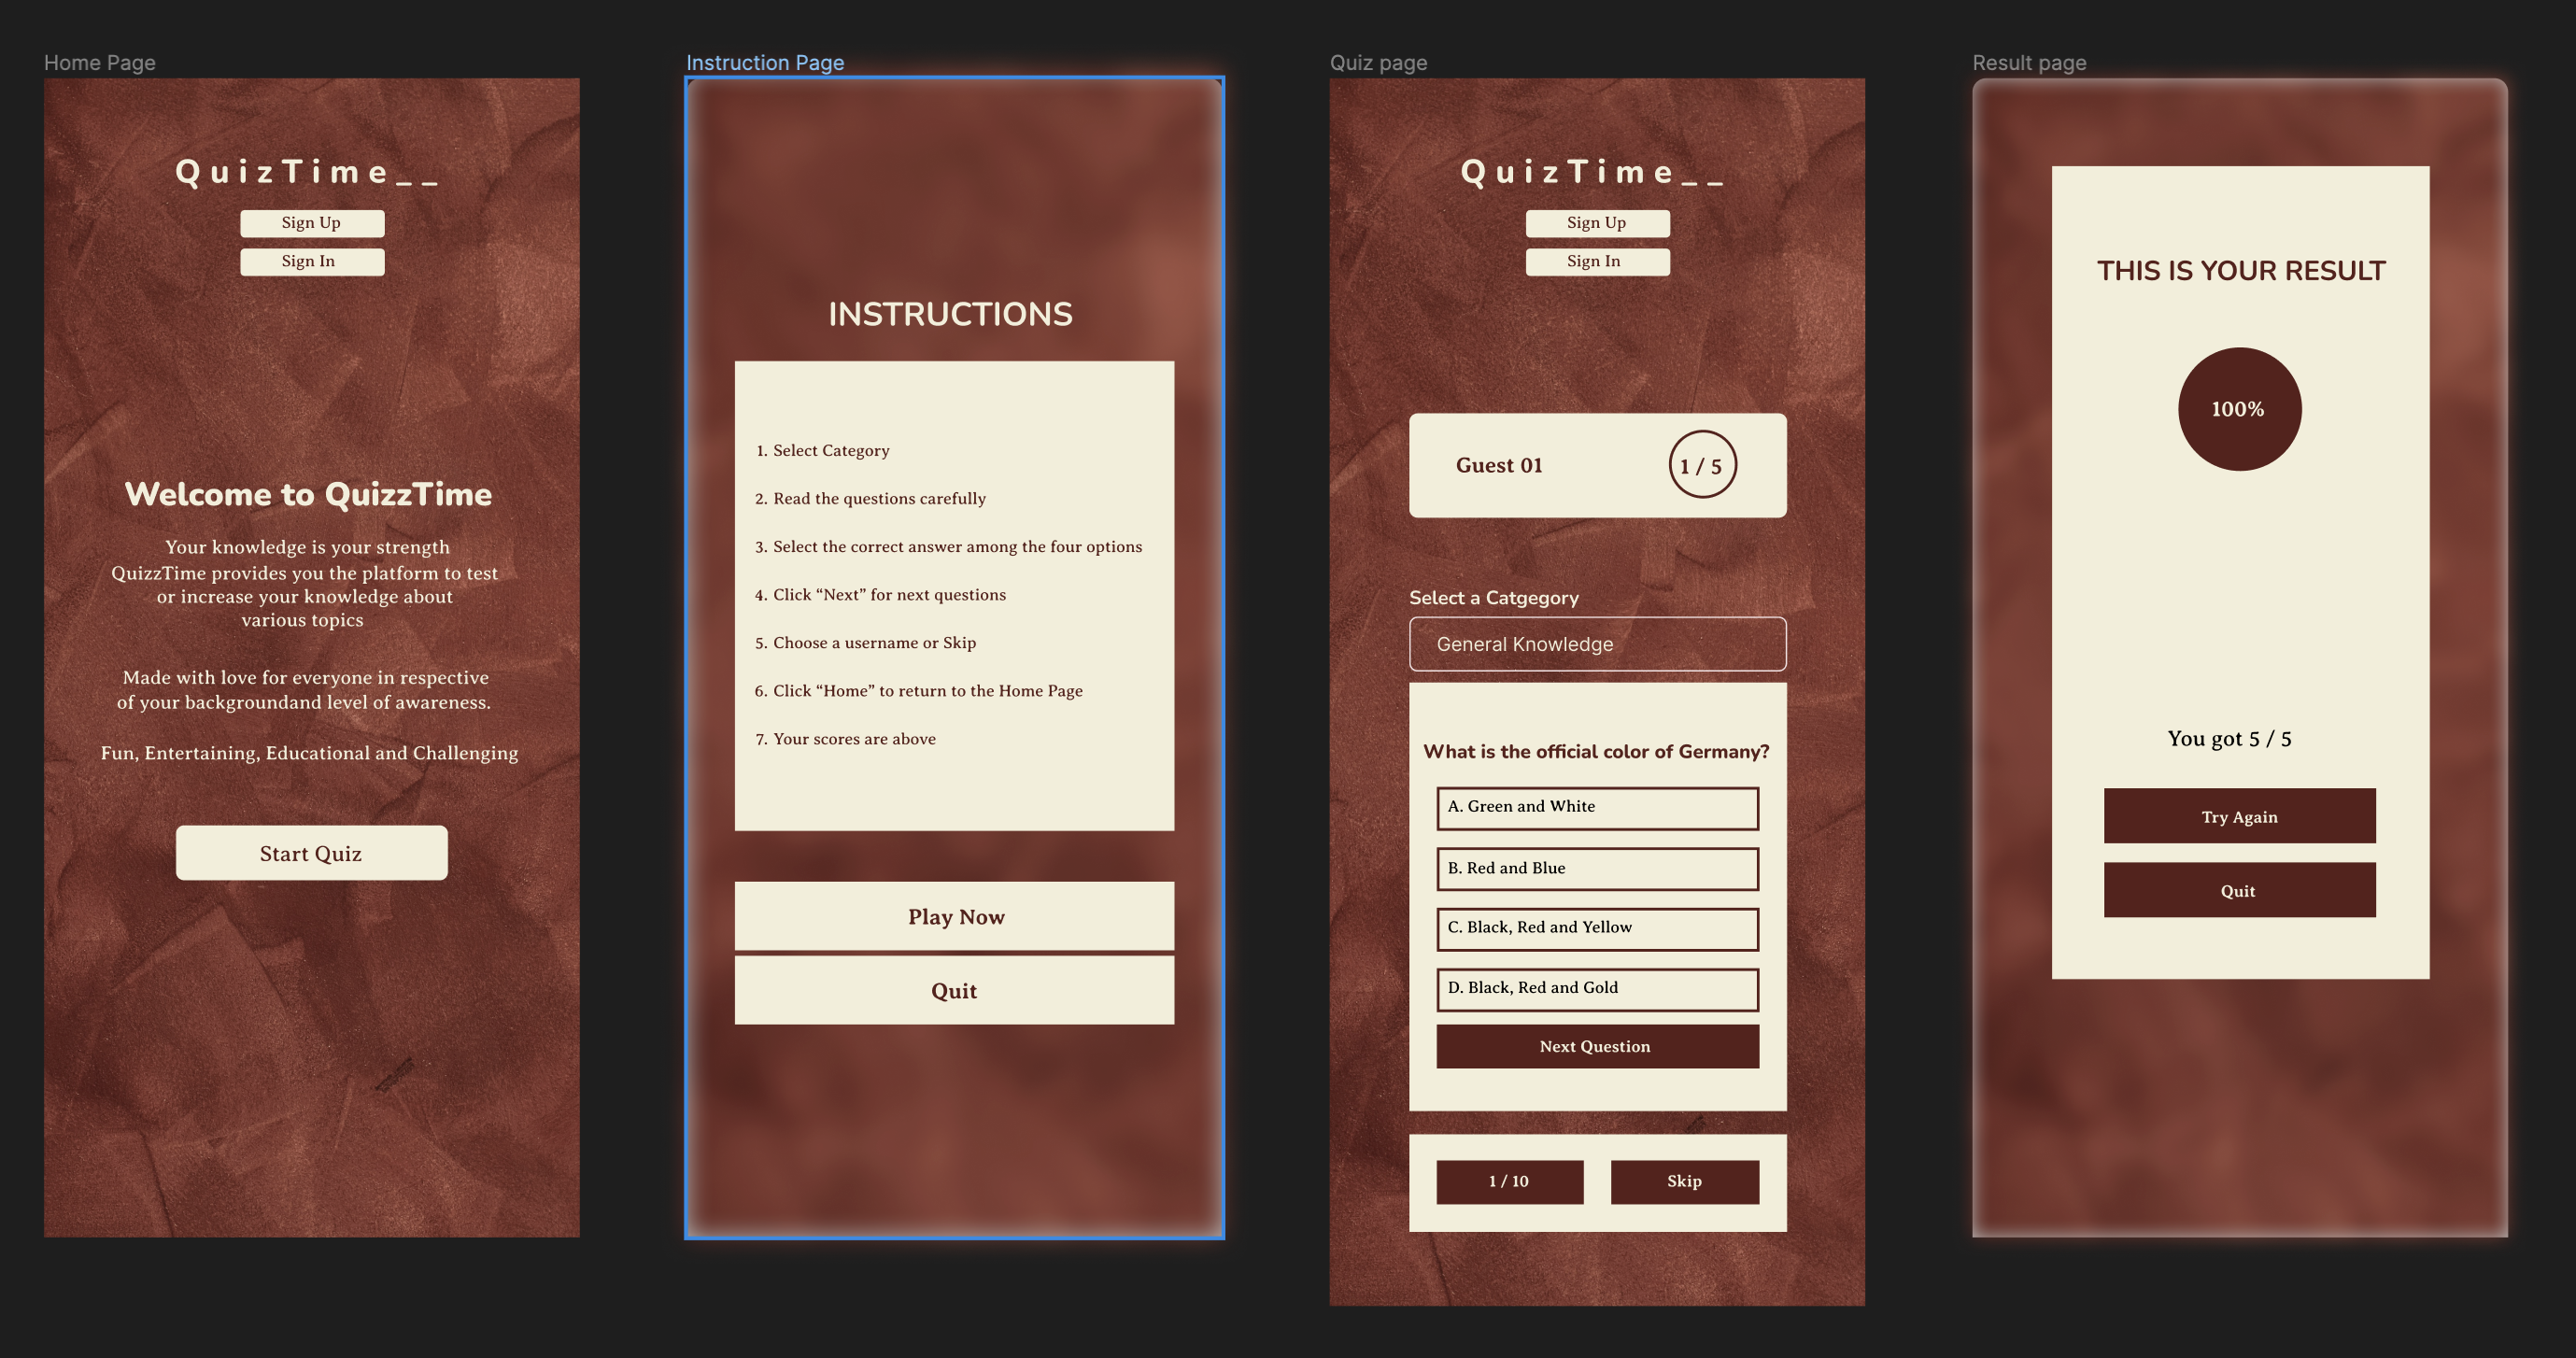 Home Page
QuizTime__
Sign Up
Sign In
Welcome to QuizzTime
Your knowledge is your strength
QuizzTime provides you the platform to test
or increase your knowledge about
various topics
Made with love for everyone in respective
of your backgroundand level of awareness.
Fun, Entertaining, Educational and Challenging
Start Quiz
Instruction Page
INSTRUCTIONS
1. Select Category
2. Read the questions carefully
3. Select the correct answer among the four options
4. Click “Next” for next questions
5. Choose a username or Skip
6. Click “Home” to return to the Home Page
7. Your scores are above
Play Now
Quit
Quiz page
QuizTime__
Sign Up
Sign In
Guest 01
1 / 5
Select a Catgegory
General Knowledge
What is the official color of Germany?
A. Green and White
B. Red and Blue
C. Black, Red and Yellow
D. Black, Red and Gold
Next Question
1 / 10
Skip
Result page
THIS IS YOUR RESULT
100%
You got 5 / 5
Try Again
Quit